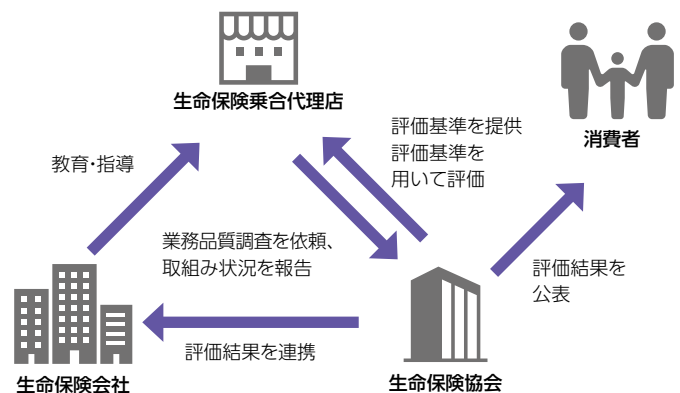 生命保険乗合代理店
消費者
評価基準を提供
評価基準を
用いて評価
教育・指導
業務品質調査を依頼、
取組み状況を報告
評価結果を
公表
評価結果を連携
生命保険会社
生命保険協会